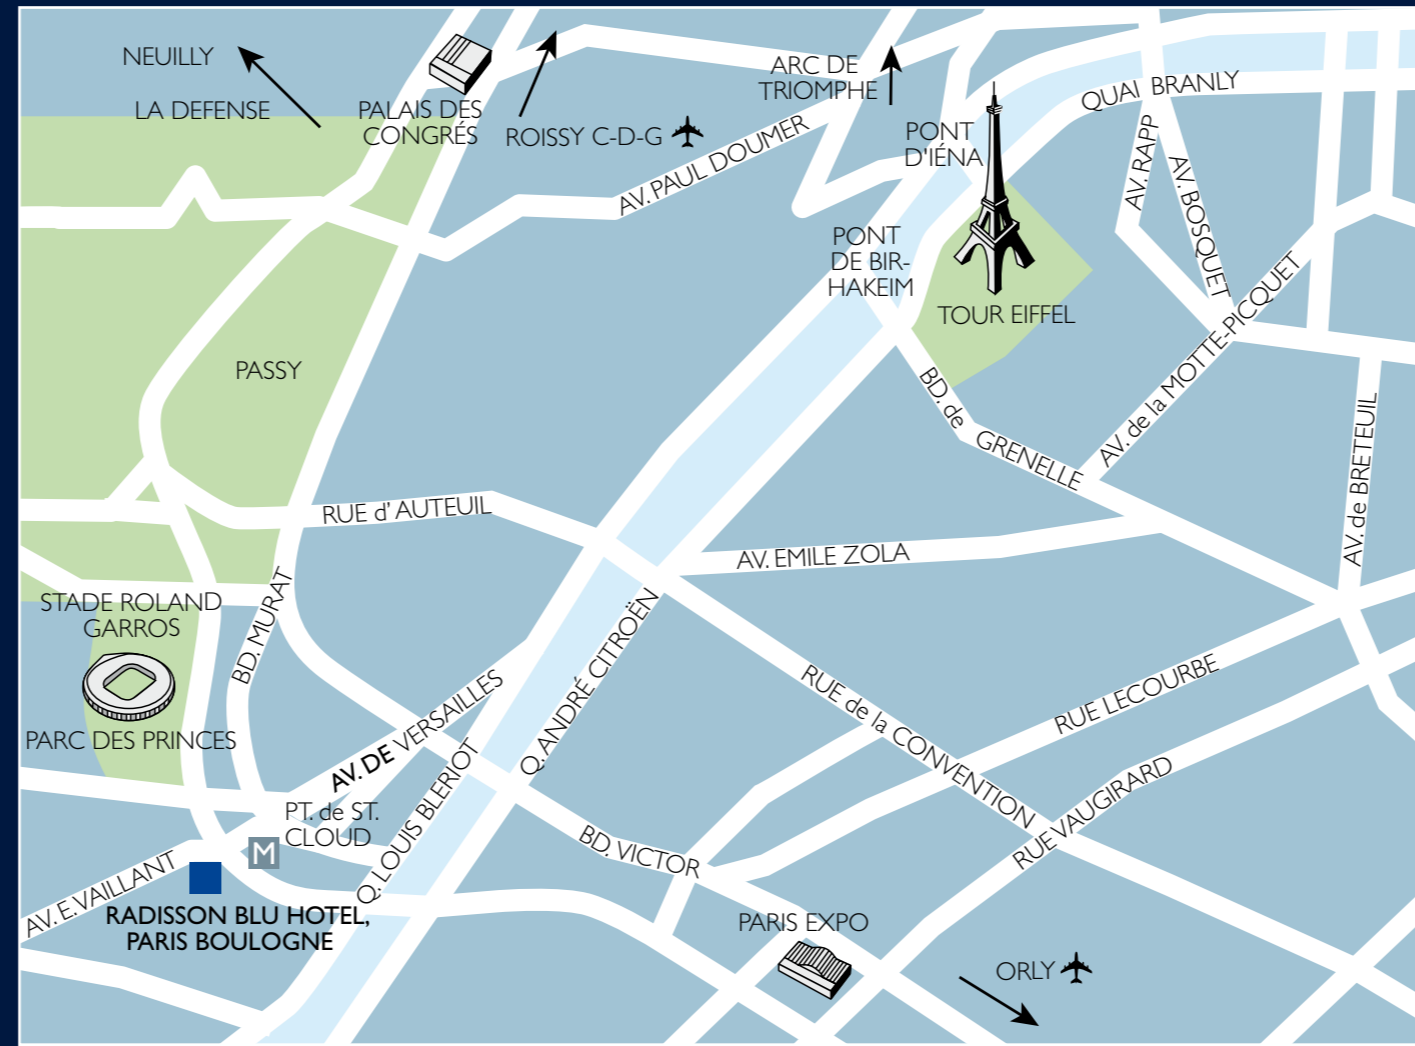 NEUILLY
LA DEFENSE
PALAIS DES
CONGRÉS
ROISSY C-D-G
ARC DE
TRIOMPHE
QUAI BRANLY
PONT
D'IÉNA
AV. RAPP
AV. BOSQUET
AV. PAUL DOUMER
PONT
DE BIR-
HAKEIM
TOUR EIFFEL
PASSY
BD. de GRENELLE
AV. de la MOTTE-PICQUET
AV. de BRETEUIL
RUE d'AUTEUIL
AV. EMILE ZOLA
STADE ROLAND
GARROS
BD. MURAT
PARC DES PRINCES
AV. DE VERSAILLES
Q. ANDRÉ CITROËN
RUE de la CONVENTION
RUE LECOURBE
RUE VAUGIRARD
PT. de ST.
CLOUD
M
Q. LOUIS BLERIOT
BD. VICTOR
AV. E. VAILLANT
RADISSON BLU HOTEL,
PARIS BOULOGNE
PARIS EXPO
ORLY